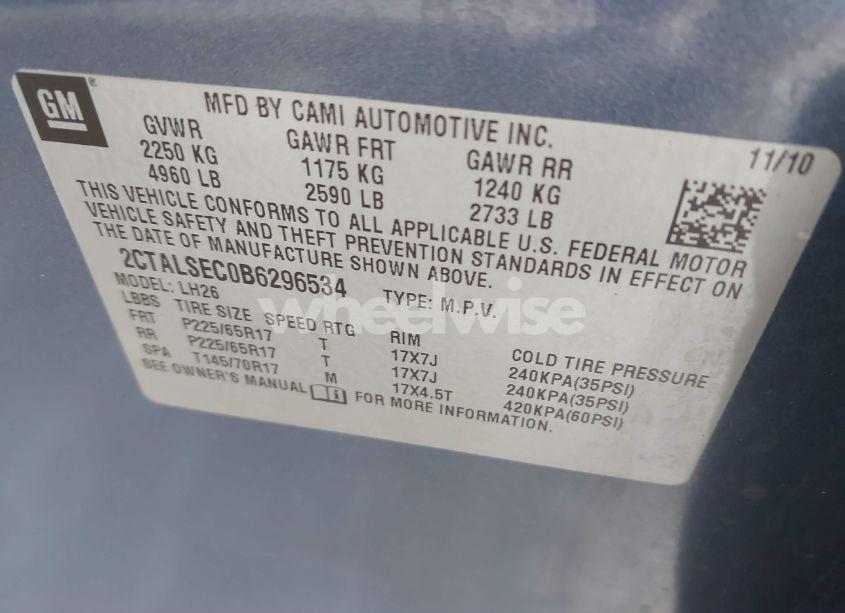 GM
MFD BY CAMI AUTOMOTIVE INC.
11/10
GVWR GAWR FRT GAWR RR
2250 KG 1175 KG 1240 KG
4960 LB 2590 LB 2733 LB
THIS VEHICLE CONFORMS TO ALL APPLICABLE U.S. FEDERAL MOTOR
VEHICLE SAFETY AND THEFT PREVENTION STANDARDS IN EFFECT ON
THE DATE OF MANUFACTURE SHOWN ABOVE.
2CTALSEC0B6296534 TYPE: M.P.V.
MODEL: LH26
LBBS TIRE SIZE SPEED RTG RIM COLD TIRE PRESSURE
FRT P225/65R17 T 17X7J 240KPA(35PSI)
RR P225/65R17 T 17X7J 240KPA(35PSI)
SPA T145/70R17 M 17X4.5T 420KPA(60PSI)
SEE OWNER'S MANUAL FOR MORE INFORMATION.
wheelwise